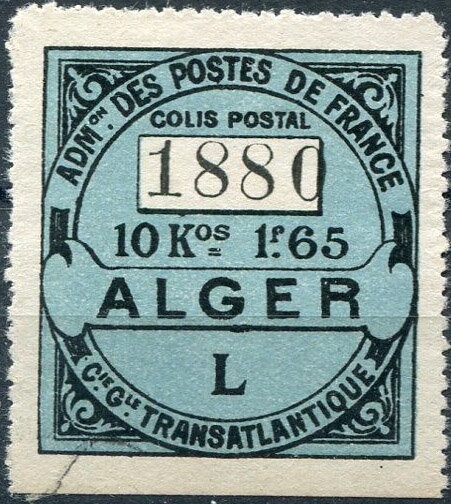 ADMon. DES POSTES DE FRANCE
COLIS POSTAL
1880
10 Kos 1f.65
ALGER
L
Cie Gle TRANSATLANTIQUE